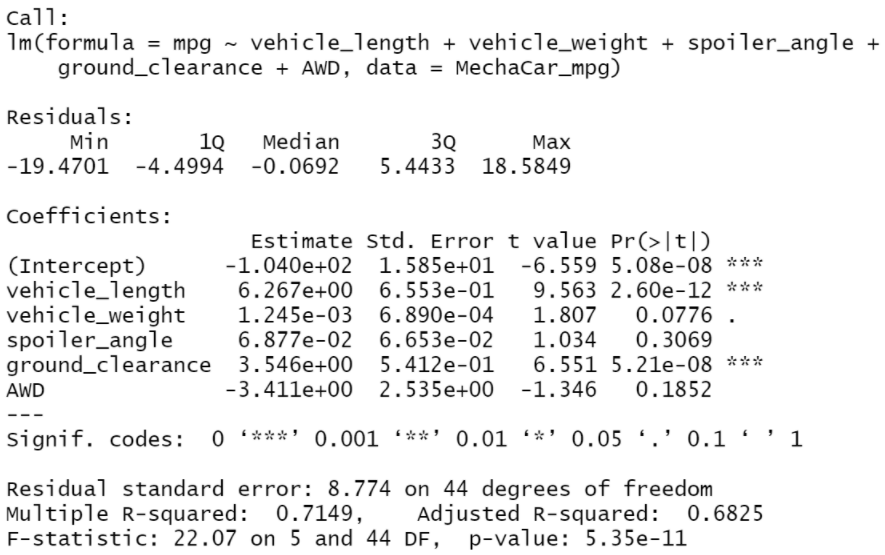 Call:
lm(formula = mpg ~ vehicle_length + vehicle_weight + spoiler_angle +
    ground_clearance + AWD, data = MechaCar_mpg)

Residuals:
     Min       1Q   Median       3Q      Max
-19.4701  -4.4994  -0.0692   5.4433  18.5849

Coefficients:
                   Estimate Std. Error t value Pr(>|t|)
(Intercept)      -1.040e+02  1.585e+01  -6.559 5.08e-08 ***
vehicle_length    6.267e+00  6.553e-01   9.563 2.60e-12 ***
vehicle_weight    1.245e-03  6.890e-04   1.807   0.0776 .
spoiler_angle     6.877e-02  6.653e-02   1.034   0.3069
ground_clearance  3.546e+00  5.412e-01   6.551 5.21e-08 ***
AWD              -3.411e+00  2.535e+00  -1.346   0.1852
---
Signif. codes:  0 ‘***’ 0.001 ‘**’ 0.01 ‘*’ 0.05 ‘.’ 0.1 ‘ ’ 1

Residual standard error: 8.774 on 44 degrees of freedom
Multiple R-squared:  0.7149,    Adjusted R-squared:  0.6825
F-statistic: 22.07 on 5 and 44 DF,  p-value: 5.35e-11